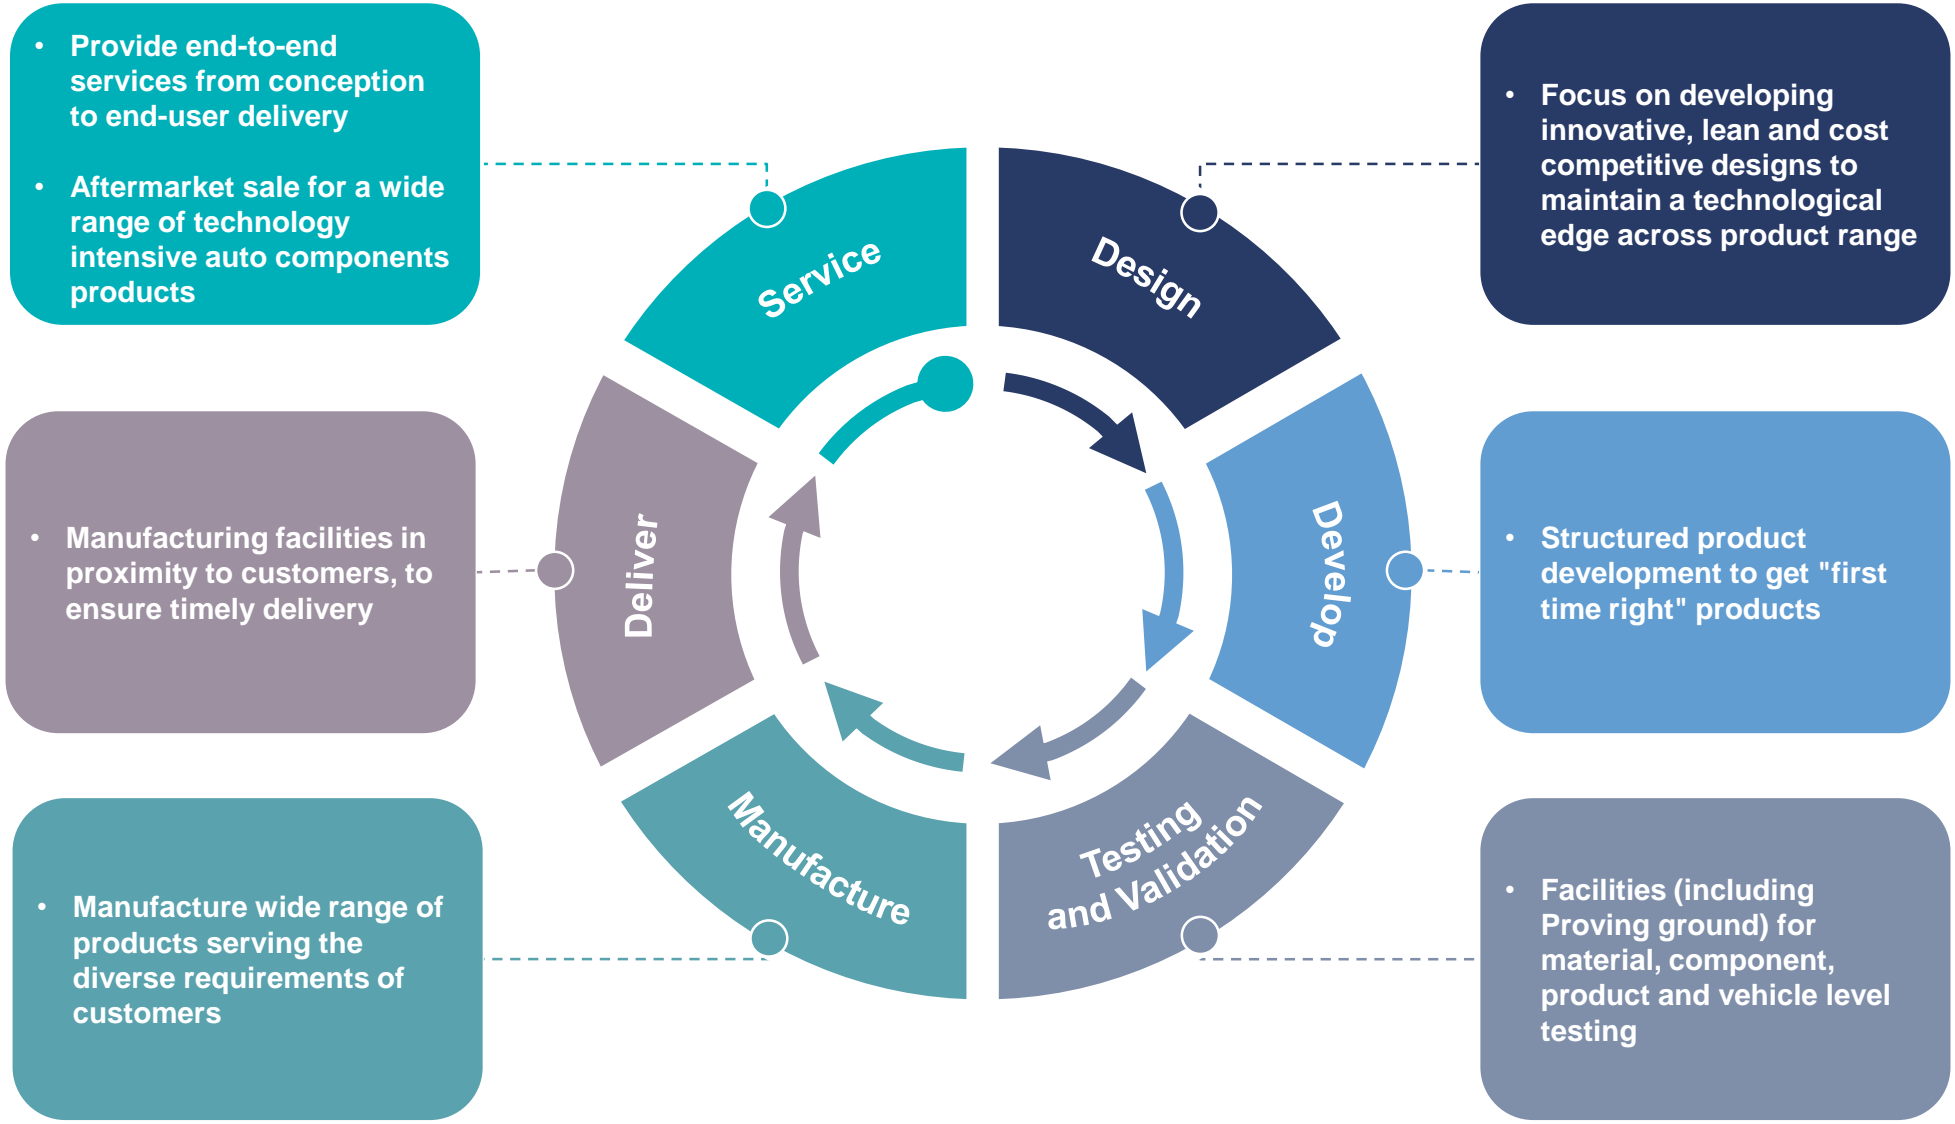 • Provide end-to-end
services from conception
to end-user delivery
• Aftermarket sale for a wide
range of technology
intensive auto components
products
• Focus on developing
innovative, lean and cost
competitive designs to
maintain a technological
edge across product range
Service
Design
• Manufacturing facilities in
proximity to customers, to
ensure timely delivery
Deliver
Develop
• Structured product
development to get "first
time right" products
• Manufacture wide range of
products serving the
diverse requirements of
customers
Manufacture
Testing
and Validation
• Facilities (including
Proving ground) for
material, component,
product and vehicle level
testing